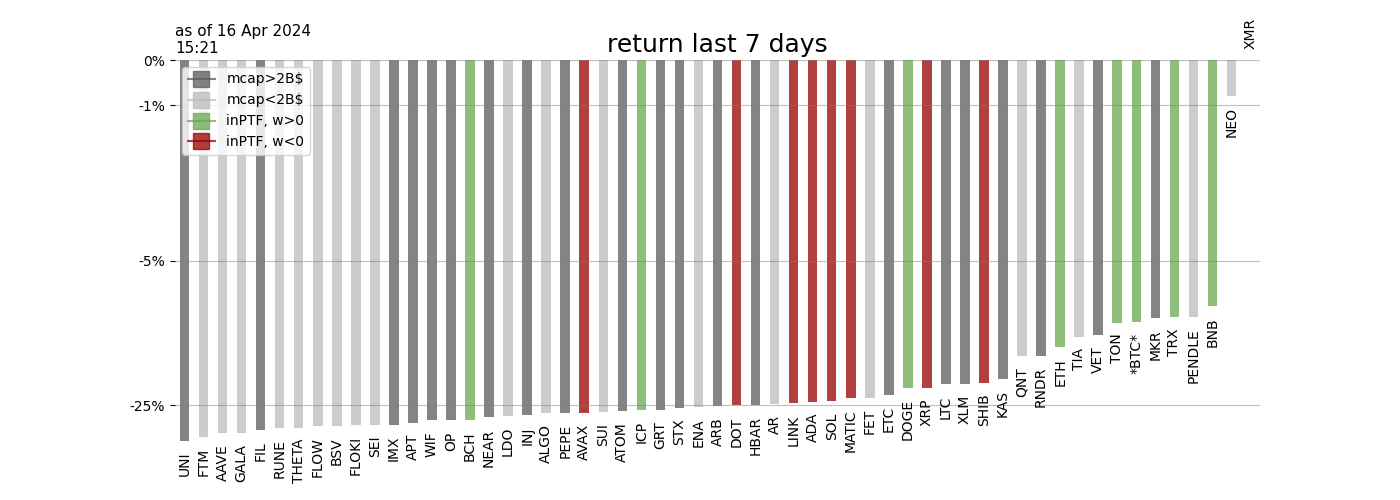 as of 16 Apr 2024
15:21
return last 7 days
XMR
0%
-1%
-5%
-25%
mcap>2B$
mcap<2B$
inPTF, w>0
inPTF, w<0
UNI
FTM
AAVE
GALA
FIL
RUNE
THETA
FLOW
BSV
FLOKI
SEI
IMX
APT
WIF
OP
BCH
NEAR
LDO
INJ
ALGO
PEPE
AVAX
SUI
ATOM
ICP
GRT
STX
ENA
ARB
DOT
HBAR
AR
LINK
ADA
SOL
MATIC
FET
ETC
DOGE
XRP
LTC
XLM
SHIB
KAS
QNT
RNDR
ETH
TIA
VET
TON
*BTC*
MKR
TRX
PENDLE
BNB
NEO